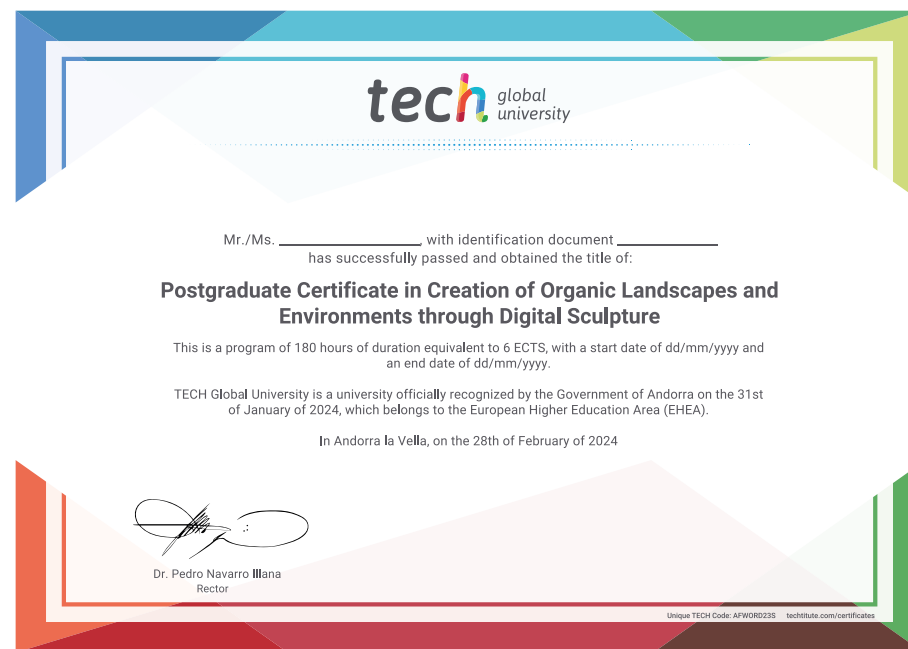 tech global university
Mr./Ms. ____________________, with identification document ______________
has successfully passed and obtained the title of:
Postgraduate Certificate in Creation of Organic Landscapes and
Environments through Digital Sculpture
This is a program of 180 hours of duration equivalent to 6 ECTS, with a start date of dd/mm/yyyy and
an end date of dd/mm/yyyy.
TECH Global University is a university officially recognized by the Government of Andorra on the 31st
of January of 2024, which belongs to the European Higher Education Area (EHEA).
In Andorra la Vella, on the 28th of February of 2024
Dr. Pedro Navarro Illana
Rector
Unique TECH Code: AFWORD23S techtitute.com/certificates